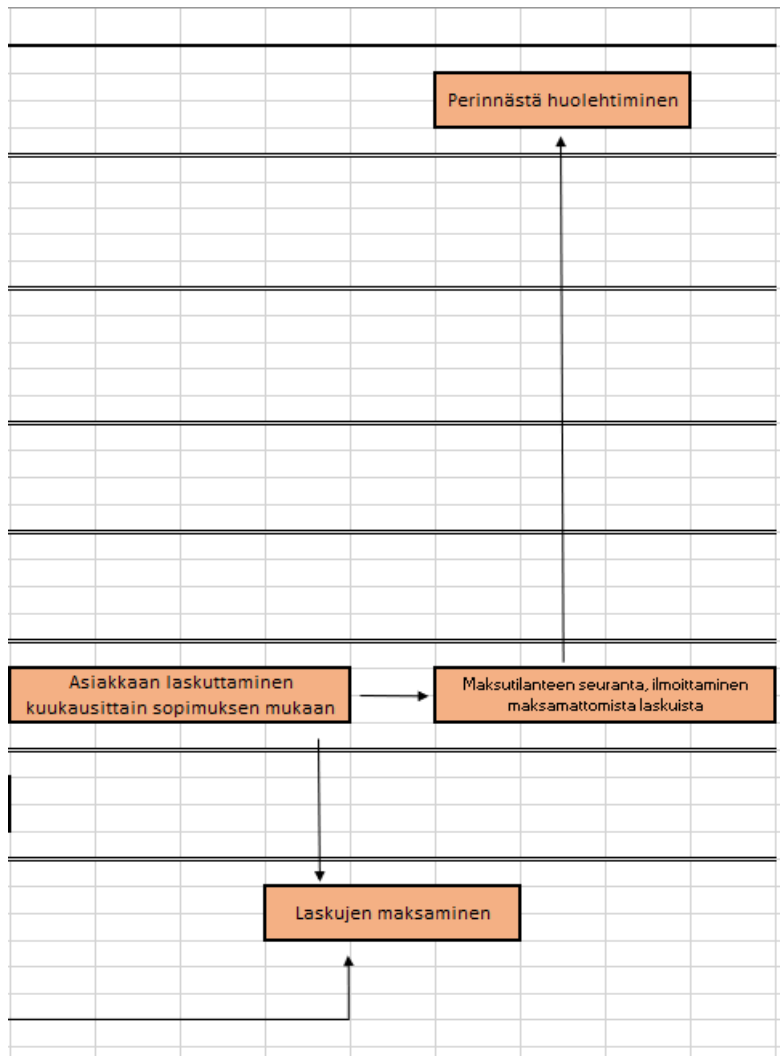 Perinnästä huolehtiminen
Asiakkaan laskuttaminen
kuukausittain sopimuksen mukaan
Maksutilanteen seuranta, ilmoittaminen
maksamattomista laskuista
Laskujen maksaminen